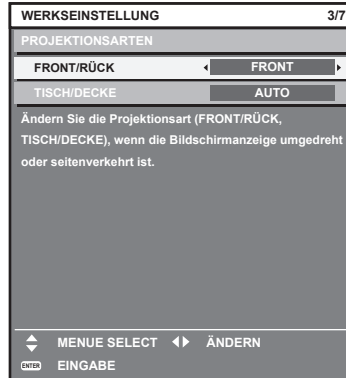 WERKSEINSTELLUNG 3/7
PROJEKTIONSARTEN
FRONT/RÜCK FRONT
TISCH/DECKE AUTO
Ändern Sie die Projektionsart (FRONT/RÜCK,
TISCH/DECKE), wenn die Bildschirmanzeige umgedreht
oder seitenverkehrt ist.
MENUE SELECT ÄNDERN
ENTER EINGABE